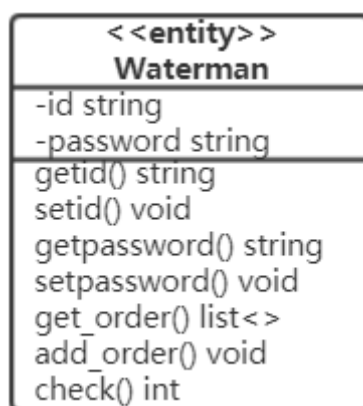 <<entity>>
Waterman
-id string
-password string
getid() string
setid() void
getpassword() string
setpassword() void
get_order() list<>
add_order() void
check() int